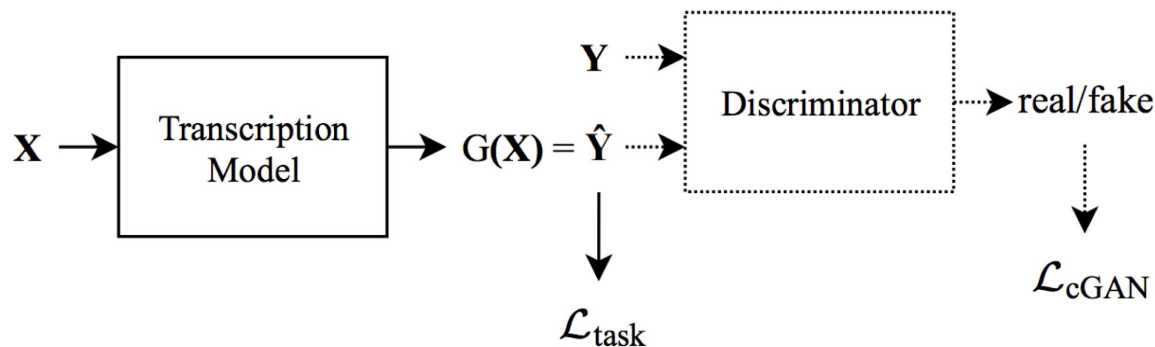 X
Transcription
Model
G(X) = Ŷ
Y
Discriminator
real/fake
ℒtask
ℒcGAN